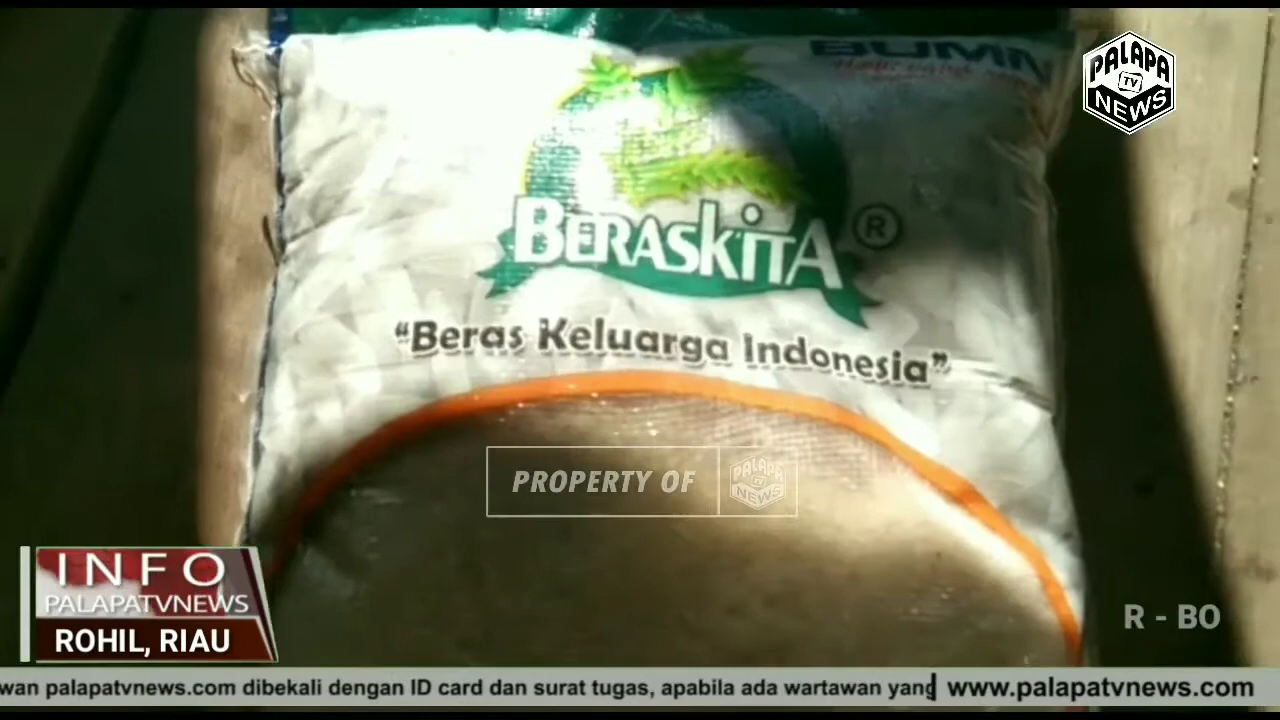 BUMN
PALAPA
TV
NEWS
BERASKITA ®
“Beras Keluarga Indonesia”
PROPERTY OF
PALAPA
TV
NEWS
INFO
PALAPATVNEWS
ROHIL, RIAU
R - BO
wan palapatvnews.com dibekali dengan ID card dan surat tugas, apabila ada wartawan yang
www.palapatvnews.com